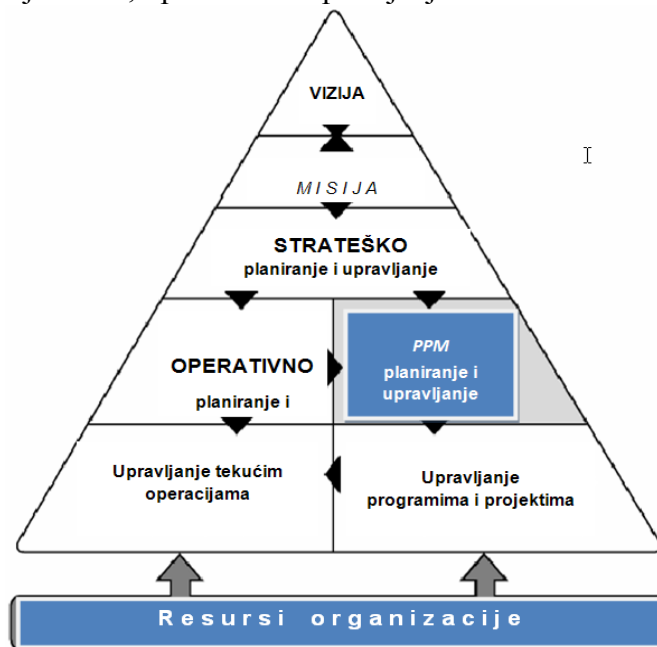 VIZIJA
MISIJA
STRATEŠKO
planiranje i upravljanje
OPERATIVNO
planiranje i
PPM
planiranje i
upravljanje
Upravljanje tekućim
operacijama
Upravljanje
programima i projektima
Resursi organizacije